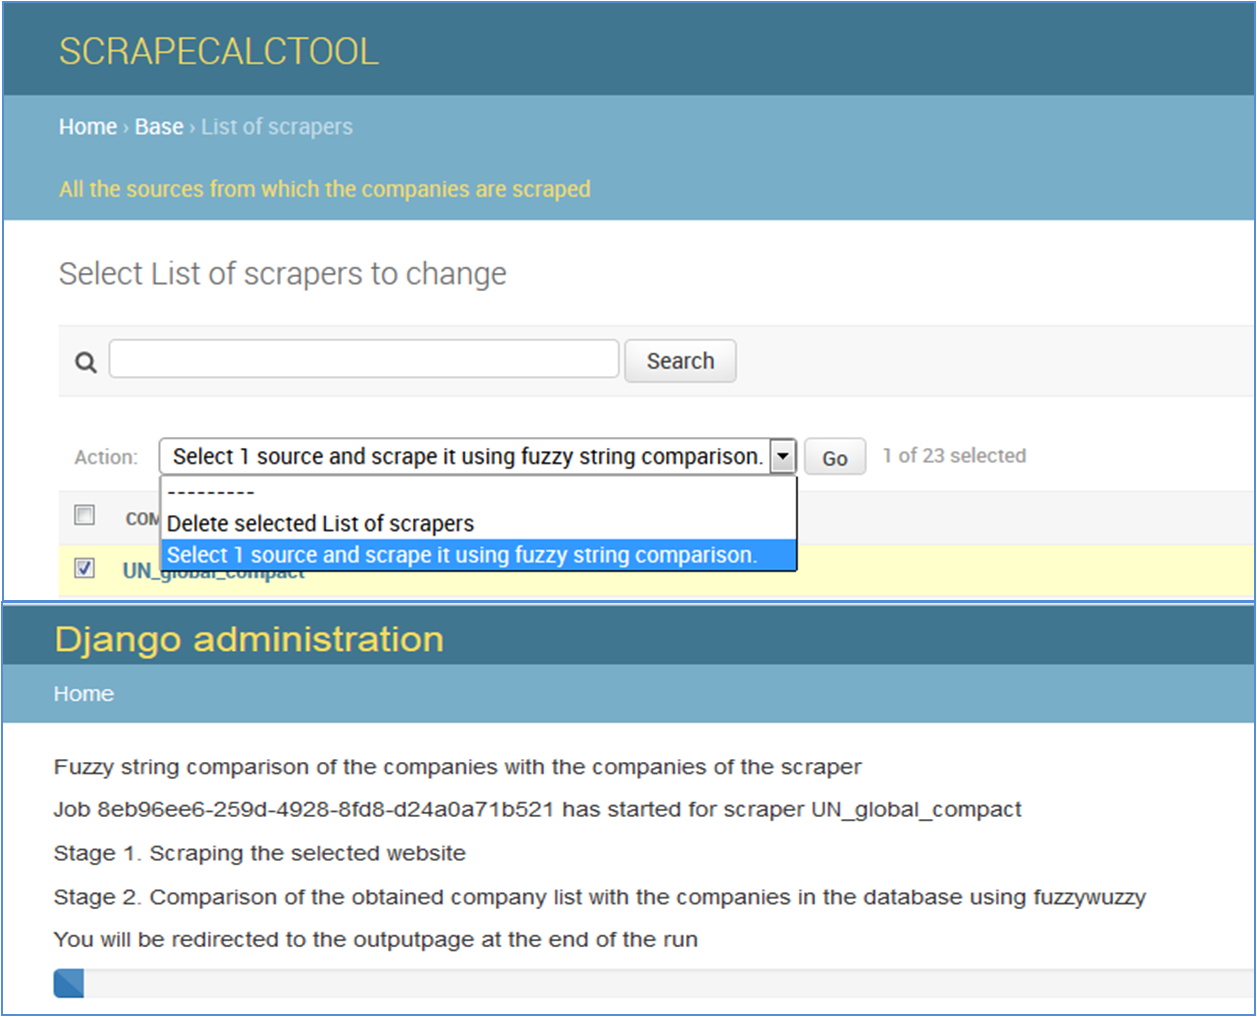 SCRAPECALCTOOL
Home › Base › List of scrapers
All the sources from which the companies are scraped
Select List of scrapers to change
Search
Action: Select 1 source and scrape it using fuzzy string comparison. Go 1 of 23 selected
---------
Delete selected List of scrapers
Select 1 source and scrape it using fuzzy string comparison.
UN_global_compact
Django administration
Home
Fuzzy string comparison of the companies with the companies of the scraper
Job 8eb96ee6-259d-4928-8fd8-d24a0a71b521 has started for scraper UN_global_compact
Stage 1. Scraping the selected website
Stage 2. Comparison of the obtained company list with the companies in the database using fuzzywuzzy
You will be redirected to the outputpage at the end of the run